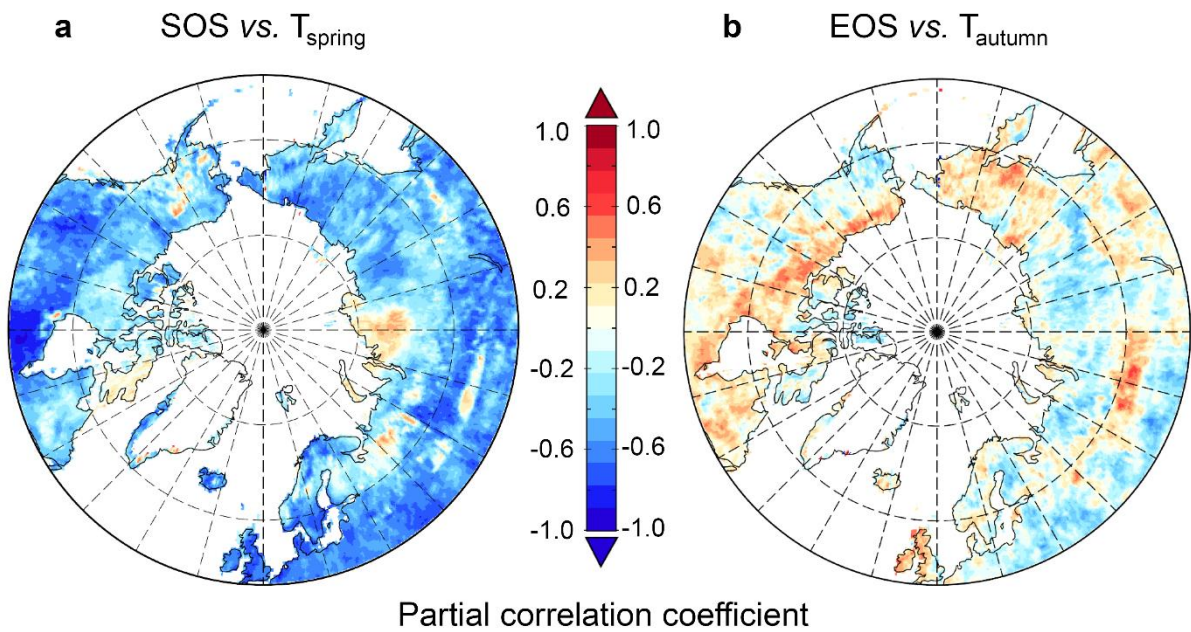 a SOS vs. Tspring
b EOS vs. Tautumn
1.0 1.0
0.6 0.6
0.2 0.2
-0.2 -0.2
-0.6 -0.6
-1.0 -1.0
Partial correlation coefficient